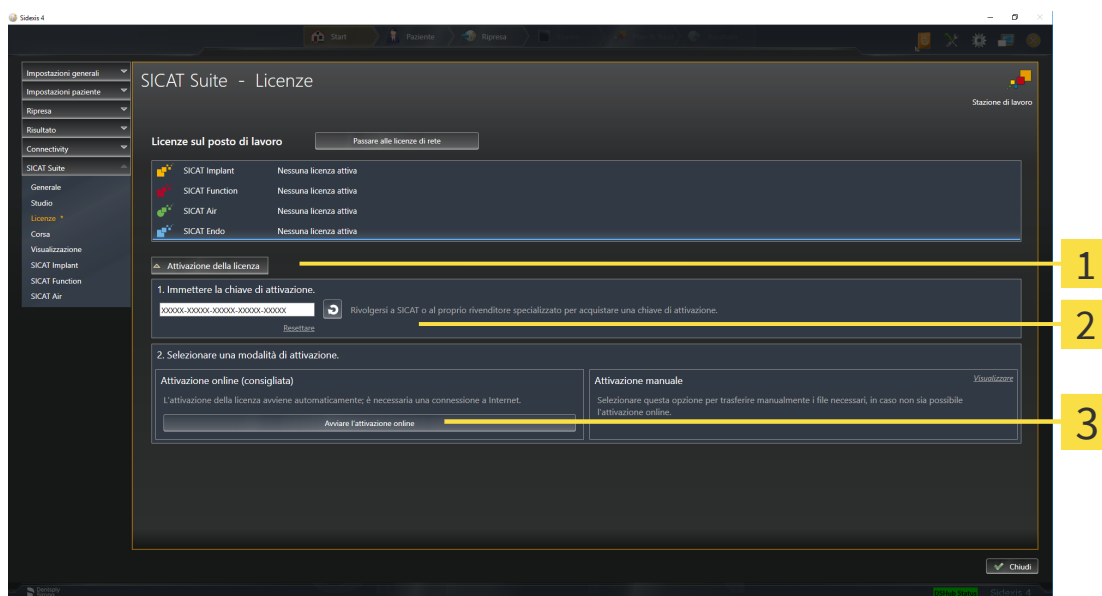 Sidexis 4
Start
Paziente
Ripresa
Impostazioni generali
Impostazioni paziente
Ripresa
Risultato
Connectivity
SICAT Suite
Generale
Studio
Licenze *
Corsa
Visualizzazione
SICAT Implant
SICAT Function
SICAT Air
SICAT Suite - Licenze
Stazione di lavoro
Licenze sul posto di lavoro
Passare alle licenze di rete
SICAT Implant Nessuna licenza attiva
SICAT Function Nessuna licenza attiva
SICAT Air Nessuna licenza attiva
SICAT Endo Nessuna licenza attiva
Attivazione della licenza
1
1. Immettere la chiave di attivazione.
XXXXX-XXXXX-XXXXX-XXXXX-XXXXX
Rivolgersi a SICAT o al proprio rivenditore specializzato per acquistare una chiave di attivazione.
Resettare
2
2. Selezionare una modalità di attivazione.
Attivazione online (consigliata)
L'attivazione della licenza avviene automaticamente; è necessaria una connessione a Internet.
Avviare l'attivazione online
Attivazione manuale
Visualizzare
Selezionare questa opzione per trasferire manualmente i file necessari, in caso non sia possibile
l'attivazione online.
3
Chiudi
Dentsply
Sirona
DSHub Status
Sidexis 4